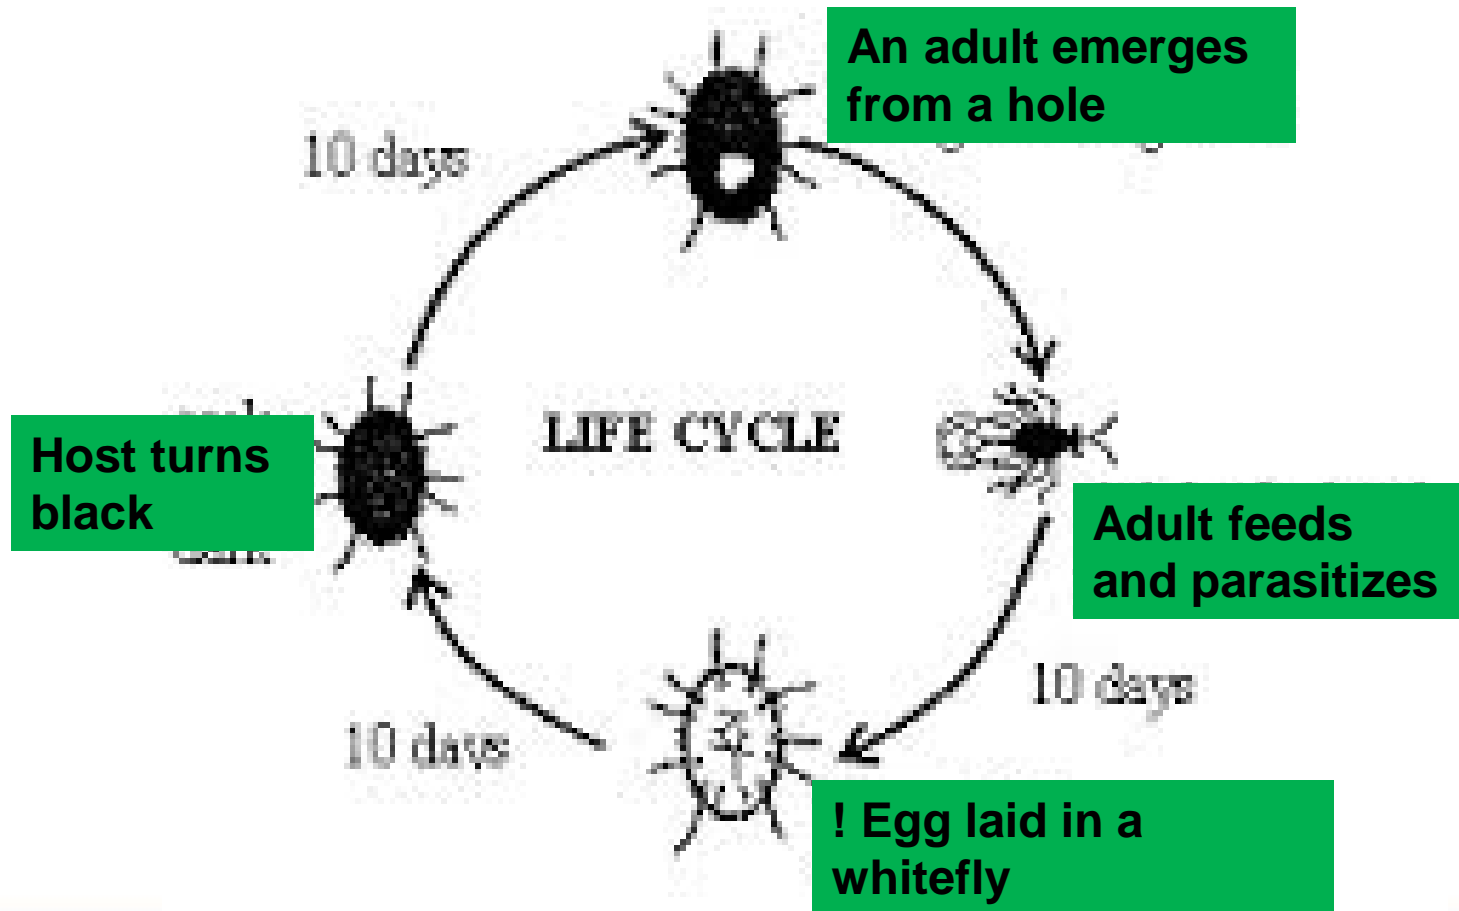 An adult emerges
from a hole
10 days
LIFE CYCLE
Host turns
black
Adult feeds
and parasitizes
10 days
10 days
! Egg laid in a
whitefly